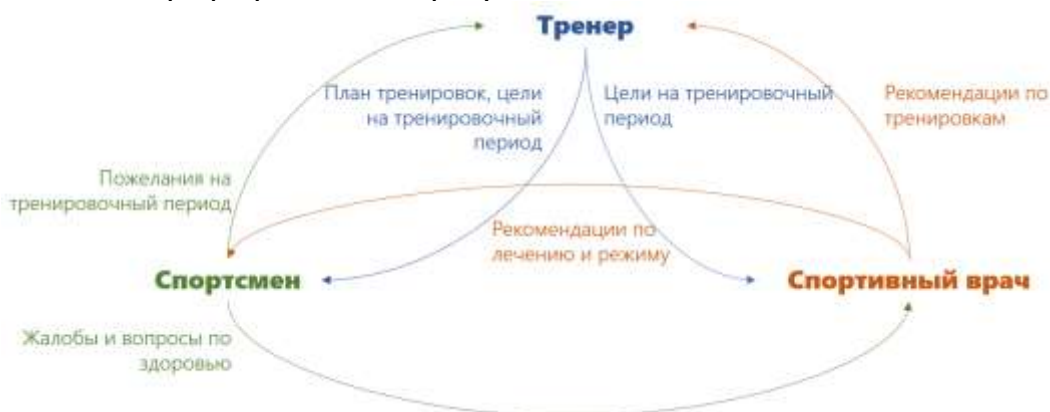 Тренер
План тренировок, цели
на тренировочный
период
Цели на тренировочный
период
Рекомендации по
тренировкам
Пожелания на
тренировочный период
Рекомендации по
лечению и режиму
Спортсмен
Спортивный врач
Жалобы и вопросы по
здоровью